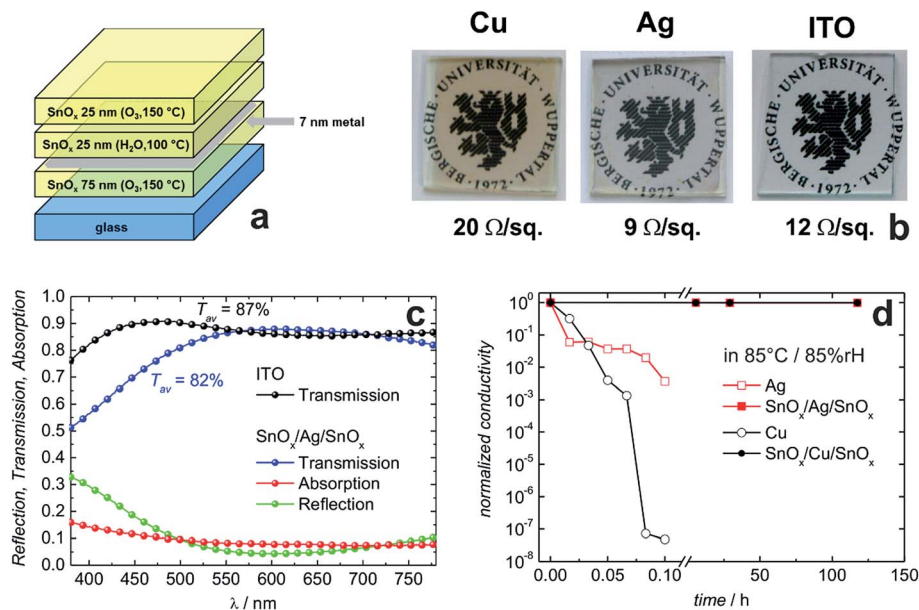 SnOx 25 nm (O3,150 °C)
SnOx 25 nm (H2O,100 °C)
7 nm metal
SnOx 75 nm (O3,150 °C)
glass
a
Cu
Ag
ITO
BERGISCHE · UNIVERSITÄT · WUPPERTAL · 1972 ·
BERGISCHE · UNIVERSITÄT · WUPPERTAL · 1972 ·
BERGISCHE · UNIVERSITÄT · WUPPERTAL · 1972 ·
20 Ω/sq.
9 Ω/sq.
12 Ω/sq.
b
Reflection, Transmission, Absorption
1.0
0.9
0.8
0.7
0.6
0.5
0.4
0.3
0.2
0.1
0.0
Tav = 87%
c
Tav = 82%
ITO
Transmission
SnOx/Ag/SnOx
Transmission
Absorption
Reflection
400 450 500 550 600 650 700 750
λ / nm
normalized conductivity
10^0
10^-1
10^-2
10^-3
10^-4
10^-5
10^-6
10^-7
10^-8
d
in 85°C / 85%rH
Ag
SnOx/Ag/SnOx
Cu
SnOx/Cu/SnOx
0.00 0.05 0.10 50 100 150
time / h